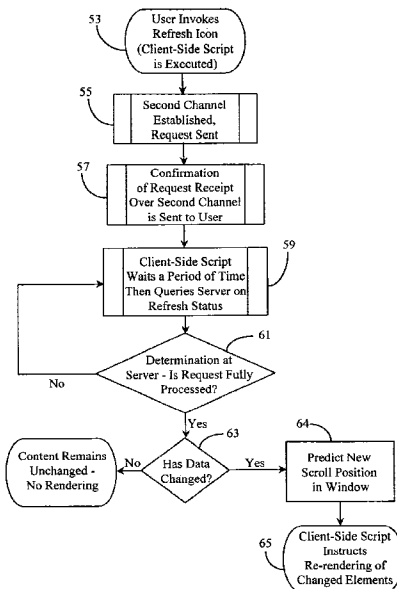 53
User Invokes
Refresh Icon
(Client-Side Script
is Executed)
55
Second Channel
Established,
Request Sent
57
Confirmation
of Request Receipt
Over Second Channel
is Sent to User
59
Client-Side Script
Waits a Period of Time
Then Queries Server on
Refresh Status
61
Determination at
Server - Is Request Fully
Processed?
No
Yes
63
Has Data
Changed?
No
Yes
Content Remains
Unchanged -
No Rendering
64
Predict New
Scroll Position
in Window
65
Client-Side Script
Instructs
Re-rendering of
Changed Elements